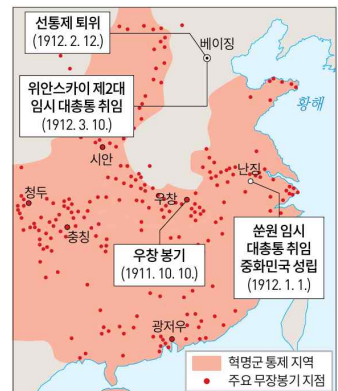 선통제 퇴위
(1912. 2. 12.)
베이징
위안스카이 제2대
임시 대총통 취임
(1912. 3. 10.)
황해
시안
난징
청두
우창
충칭
우창 봉기
(1911. 10. 10.)
쑨원 임시
대총통 취임
중화민국 성립
(1912. 1. 1.)
광저우
혁명군 통제 지역
주요 무장봉기 지점